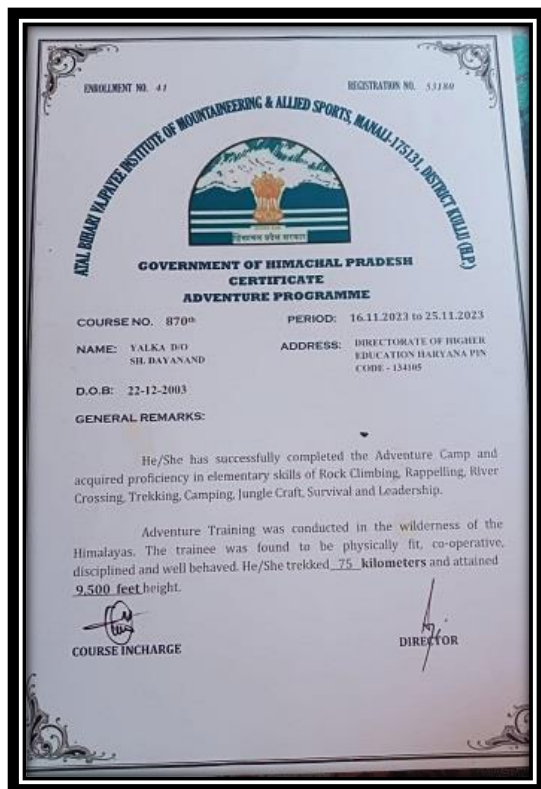 ENROLLMENT NO. 41
REGISTRATION NO. 53180
ATAL BIHARI VAJPAYEE INSTITUTE OF MOUNTAINEERING & ALLIED SPORTS, MANALI-175131, DISTRICT KULLU (H.P.)
हिमाचल प्रदेश सरकार
GOVERNMENT OF HIMACHAL PRADESH
CERTIFICATE
ADVENTURE PROGRAMME
COURSE NO. 870th
PERIOD: 16.11.2023 to 25.11.2023
NAME: YALKA D/O
SH. DAYANAND
ADDRESS: DIRECTORATE OF HIGHER
EDUCATION HARYANA PIN
CODE - 134105
D.O.B: 22-12-2003
GENERAL REMARKS:
He/She has successfully completed the Adventure Camp and
acquired proficiency in elementary skills of Rock Climbing, Rappelling, River
Crossing, Trekking, Camping, Jungle Craft, Survival and Leadership.
Adventure Training was conducted in the wilderness of the
Himalayas. The trainee was found to be physically fit, co-operative,
disciplined and well behaved. He/She trekked 75 kilometers and attained
9,500 feet height.
COURSE INCHARGE
DIRECTOR